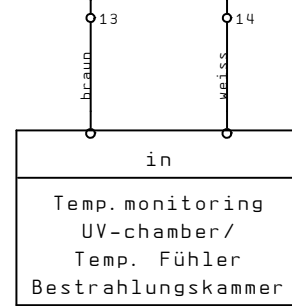 13 14
braun weiss
in
Temp. monitoring
UV-chamber/
Temp. Fühler
Bestrahlungskammer